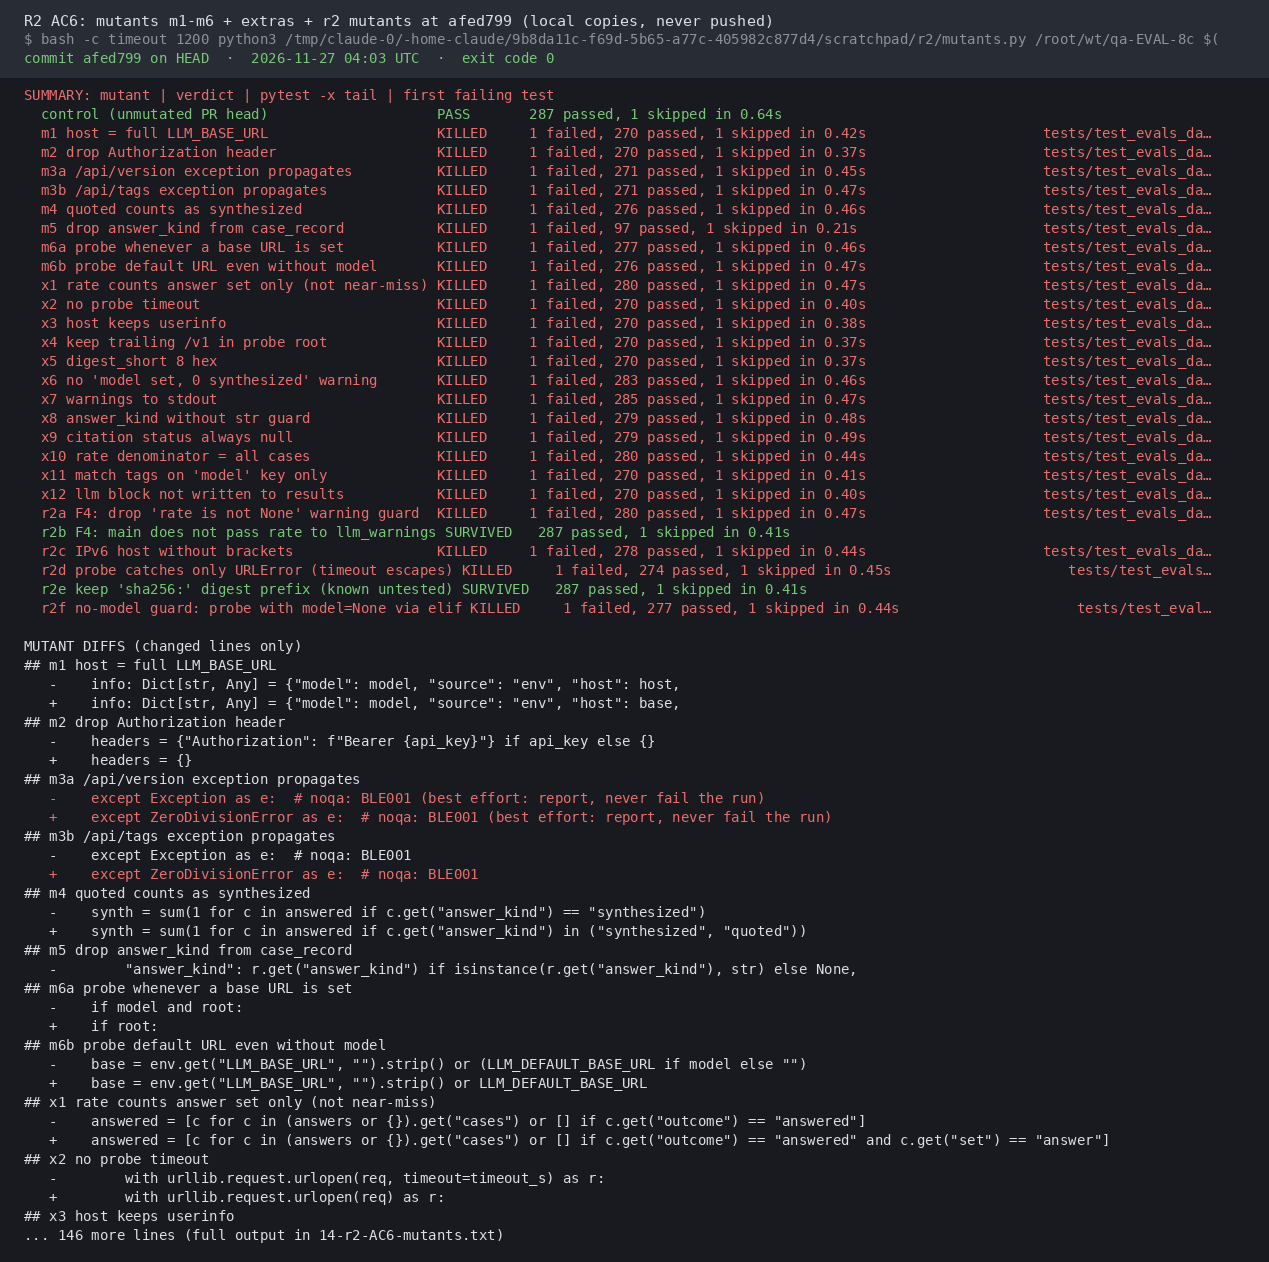 R2 AC6: mutants m1-m6 + extras + r2 mutants at afed799 (local copies, never pushed)
$ bash -c timeout 1200 python3 /tmp/claude-0/-home-claude/9b8da11c-f69d-5b65-a77c-405982c877d4/scratchpad/r2/mutants.py /root/wt/qa-EVAL-8c $(
commit afed799 on HEAD · 2026-11-27 04:03 UTC · exit code 0
SUMMARY: mutant | verdict | pytest -x tail | first failing test
control (unmutated PR head) PASS 287 passed, 1 skipped in 0.64s
m1 host = full LLM_BASE_URL KILLED 1 failed, 270 passed, 1 skipped in 0.42s tests/test_evals_da…
m2 drop Authorization header KILLED 1 failed, 270 passed, 1 skipped in 0.37s tests/test_evals_da…
m3a /api/version exception propagates KILLED 1 failed, 271 passed, 1 skipped in 0.45s tests/test_evals_da…
m3b /api/tags exception propagates KILLED 1 failed, 271 passed, 1 skipped in 0.47s tests/test_evals_da…
m4 quoted counts as synthesized KILLED 1 failed, 276 passed, 1 skipped in 0.46s tests/test_evals_da…
m5 drop answer_kind from case_record KILLED 1 failed, 97 passed, 1 skipped in 0.21s tests/test_evals_da…
m6a probe whenever a base URL is set KILLED 1 failed, 277 passed, 1 skipped in 0.46s tests/test_evals_da…
m6b probe default URL even without model KILLED 1 failed, 276 passed, 1 skipped in 0.47s tests/test_evals_da…
x1 rate counts answer set only (not near-miss) KILLED 1 failed, 280 passed, 1 skipped in 0.47s tests/test_evals_da…
x2 no probe timeout KILLED 1 failed, 270 passed, 1 skipped in 0.40s tests/test_evals_da…
x3 host keeps userinfo KILLED 1 failed, 270 passed, 1 skipped in 0.38s tests/test_evals_da…
x4 keep trailing /v1 in probe root KILLED 1 failed, 270 passed, 1 skipped in 0.37s tests/test_evals_da…
x5 digest_short 8 hex KILLED 1 failed, 270 passed, 1 skipped in 0.37s tests/test_evals_da…
x6 no 'model set, 0 synthesized' warning KILLED 1 failed, 283 passed, 1 skipped in 0.46s tests/test_evals_da…
x7 warnings to stdout KILLED 1 failed, 285 passed, 1 skipped in 0.47s tests/test_evals_da…
x8 answer_kind without str guard KILLED 1 failed, 279 passed, 1 skipped in 0.48s tests/test_evals_da…
x9 citation status always null KILLED 1 failed, 279 passed, 1 skipped in 0.49s tests/test_evals_da…
x10 rate denominator = all cases KILLED 1 failed, 280 passed, 1 skipped in 0.44s tests/test_evals_da…
x11 match tags on 'model' key only KILLED 1 failed, 270 passed, 1 skipped in 0.41s tests/test_evals_da…
x12 llm block not written to results KILLED 1 failed, 270 passed, 1 skipped in 0.40s tests/test_evals_da…
r2a F4: drop 'rate is not None' warning guard KILLED 1 failed, 280 passed, 1 skipped in 0.47s tests/test_evals_da…
r2b F4: main does not pass rate to llm_warnings SURVIVED 287 passed, 1 skipped in 0.41s
r2c IPv6 host without brackets KILLED 1 failed, 278 passed, 1 skipped in 0.44s tests/test_evals_da…
r2d probe catches only URLError (timeout escapes) KILLED 1 failed, 274 passed, 1 skipped in 0.45s tests/test_evals…
r2e keep 'sha256:' digest prefix (known untested) SURVIVED 287 passed, 1 skipped in 0.41s
r2f no-model guard: probe with model=None via elif KILLED 1 failed, 277 passed, 1 skipped in 0.44s tests/test_eval…
MUTANT DIFFS (changed lines only)
## m1 host = full LLM_BASE_URL
- info: Dict[str, Any] = {"model": model, "source": "env", "host": host,
+ info: Dict[str, Any] = {"model": model, "source": "env", "host": base,
## m2 drop Authorization header
- headers = {"Authorization": f"Bearer {api_key}"} if api_key else {}
+ headers = {}
## m3a /api/version exception propagates
- except Exception as e: # noqa: BLE001 (best effort: report, never fail the run)
+ except ZeroDivisionError as e: # noqa: BLE001 (best effort: report, never fail the run)
## m3b /api/tags exception propagates
- except Exception as e: # noqa: BLE001
+ except ZeroDivisionError as e: # noqa: BLE001
## m4 quoted counts as synthesized
- synth = sum(1 for c in answered if c.get("answer_kind") == "synthesized")
+ synth = sum(1 for c in answered if c.get("answer_kind") in ("synthesized", "quoted"))
## m5 drop answer_kind from case_record
- "answer_kind": r.get("answer_kind") if isinstance(r.get("answer_kind"), str) else None,
## m6a probe whenever a base URL is set
- if model and root:
+ if root:
## m6b probe default URL even without model
- base = env.get("LLM_BASE_URL", "").strip() or (LLM_DEFAULT_BASE_URL if model else "")
+ base = env.get("LLM_BASE_URL", "").strip() or LLM_DEFAULT_BASE_URL
## x1 rate counts answer set only (not near-miss)
- answered = [c for c in (answers or {}).get("cases") or [] if c.get("outcome") == "answered"]
+ answered = [c for c in (answers or {}).get("cases") or [] if c.get("outcome") == "answered" and c.get("set") == "answer"]
## x2 no probe timeout
- with urllib.request.urlopen(req, timeout=timeout_s) as r:
+ with urllib.request.urlopen(req) as r:
## x3 host keeps userinfo
... 146 more lines (full output in 14-r2-AC6-mutants.txt)